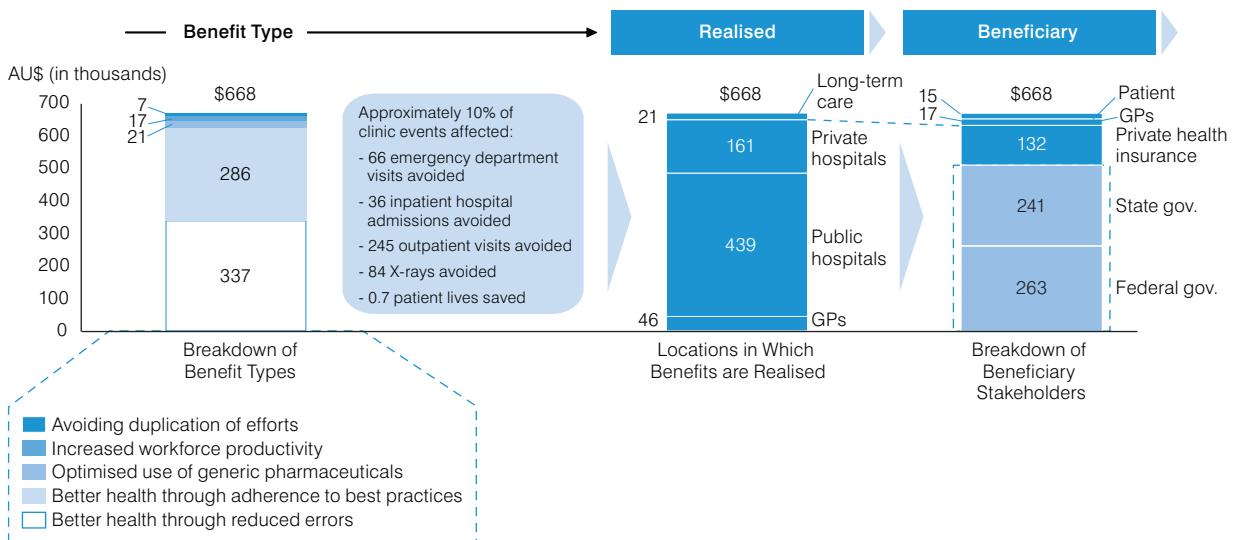 Benefit Type
Realised
Beneficiary
AU$ (in thousands)
700
600
500
400
300
200
100
0
$668
7
17
21
286
337
Breakdown of
Benefit Types
Approximately 10% of
clinic events affected:
- 66 emergency department
visits avoided
- 36 inpatient hospital
admissions avoided
- 245 outpatient visits avoided
- 84 X-rays avoided
- 0.7 patient lives saved
$668
Long-term
care
21
161
Private
hospitals
439
Public
hospitals
46
GPs
Locations in Which
Benefits are Realised
$668
15
Patient
17
GPs
132
Private health
insurance
241
State gov.
263
Federal gov.
Breakdown of
Beneficiary
Stakeholders
Avoiding duplication of efforts
Increased workforce productivity
Optimised use of generic pharmaceuticals
Better health through adherence to best practices
Better health through reduced errors